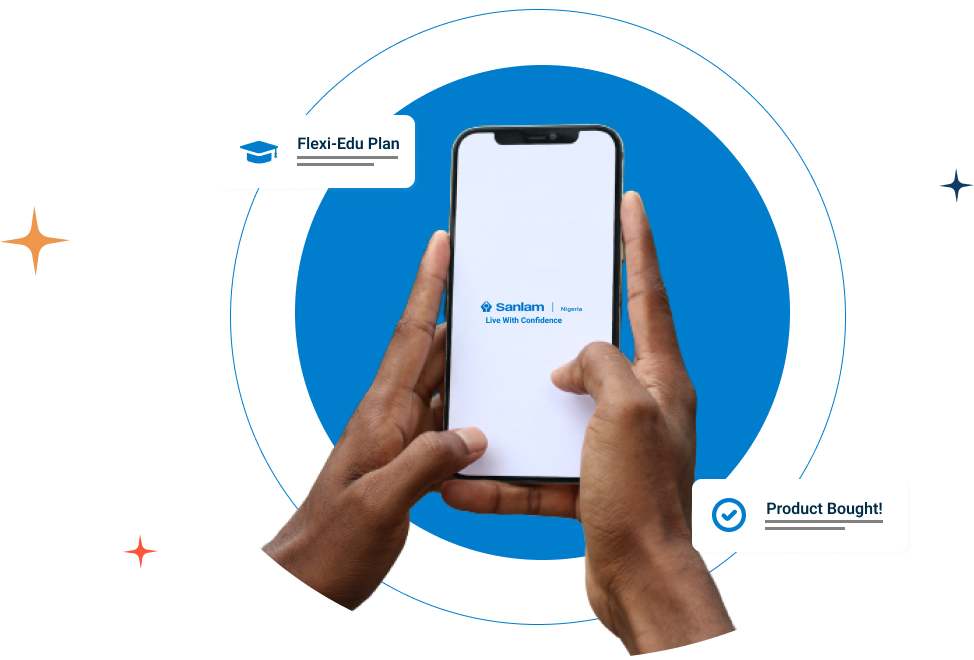 Flexi-Edu Plan
Sanlam | Nigeria
Live With Confidence
Product Bought!